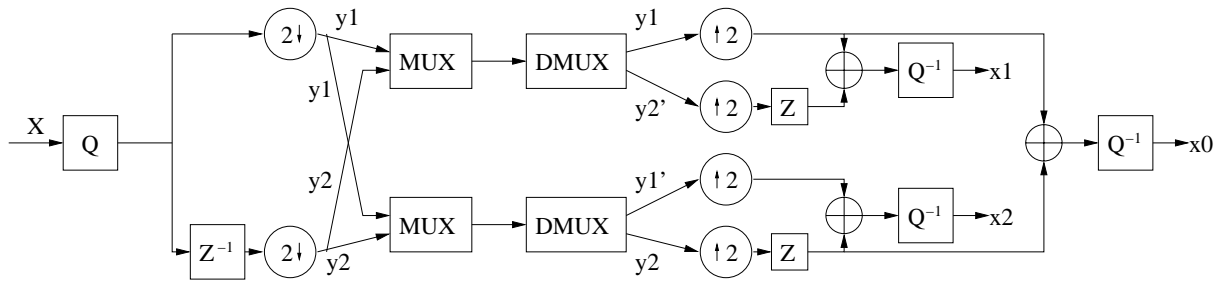 X
Q
2↓
Z⁻¹
2↓
y1
y1
y2
y2
MUX
MUX
DMUX
DMUX
y1
y2'
y1'
y2
↑2
↑2
Z
↑2
↑2
Z
Q⁻¹
x1
Q⁻¹
x2
Q⁻¹
x0